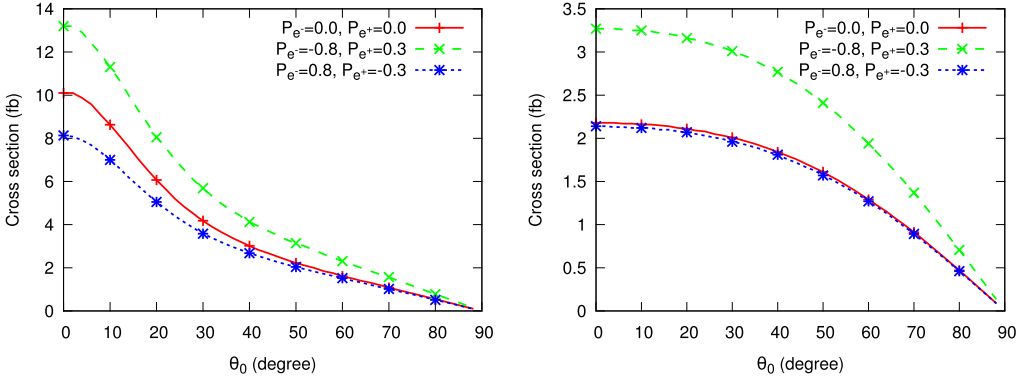 Cross section (fb)
14
12
10
8
6
4
2
0
0 10 20 30 40 50 60 70 80 90
θ0 (degree)
Pe-=0.0, Pe+=0.0
Pe-=-0.8, Pe+=0.3
Pe-=0.8, Pe+=-0.3
Cross section (fb)
3.5
3
2.5
2
1.5
1
0.5
0
0 10 20 30 40 50 60 70 80 90
θ0 (degree)
Pe-=0.0, Pe+=0.0
Pe-=-0.8, Pe+=0.3
Pe-=0.8, Pe+=-0.3